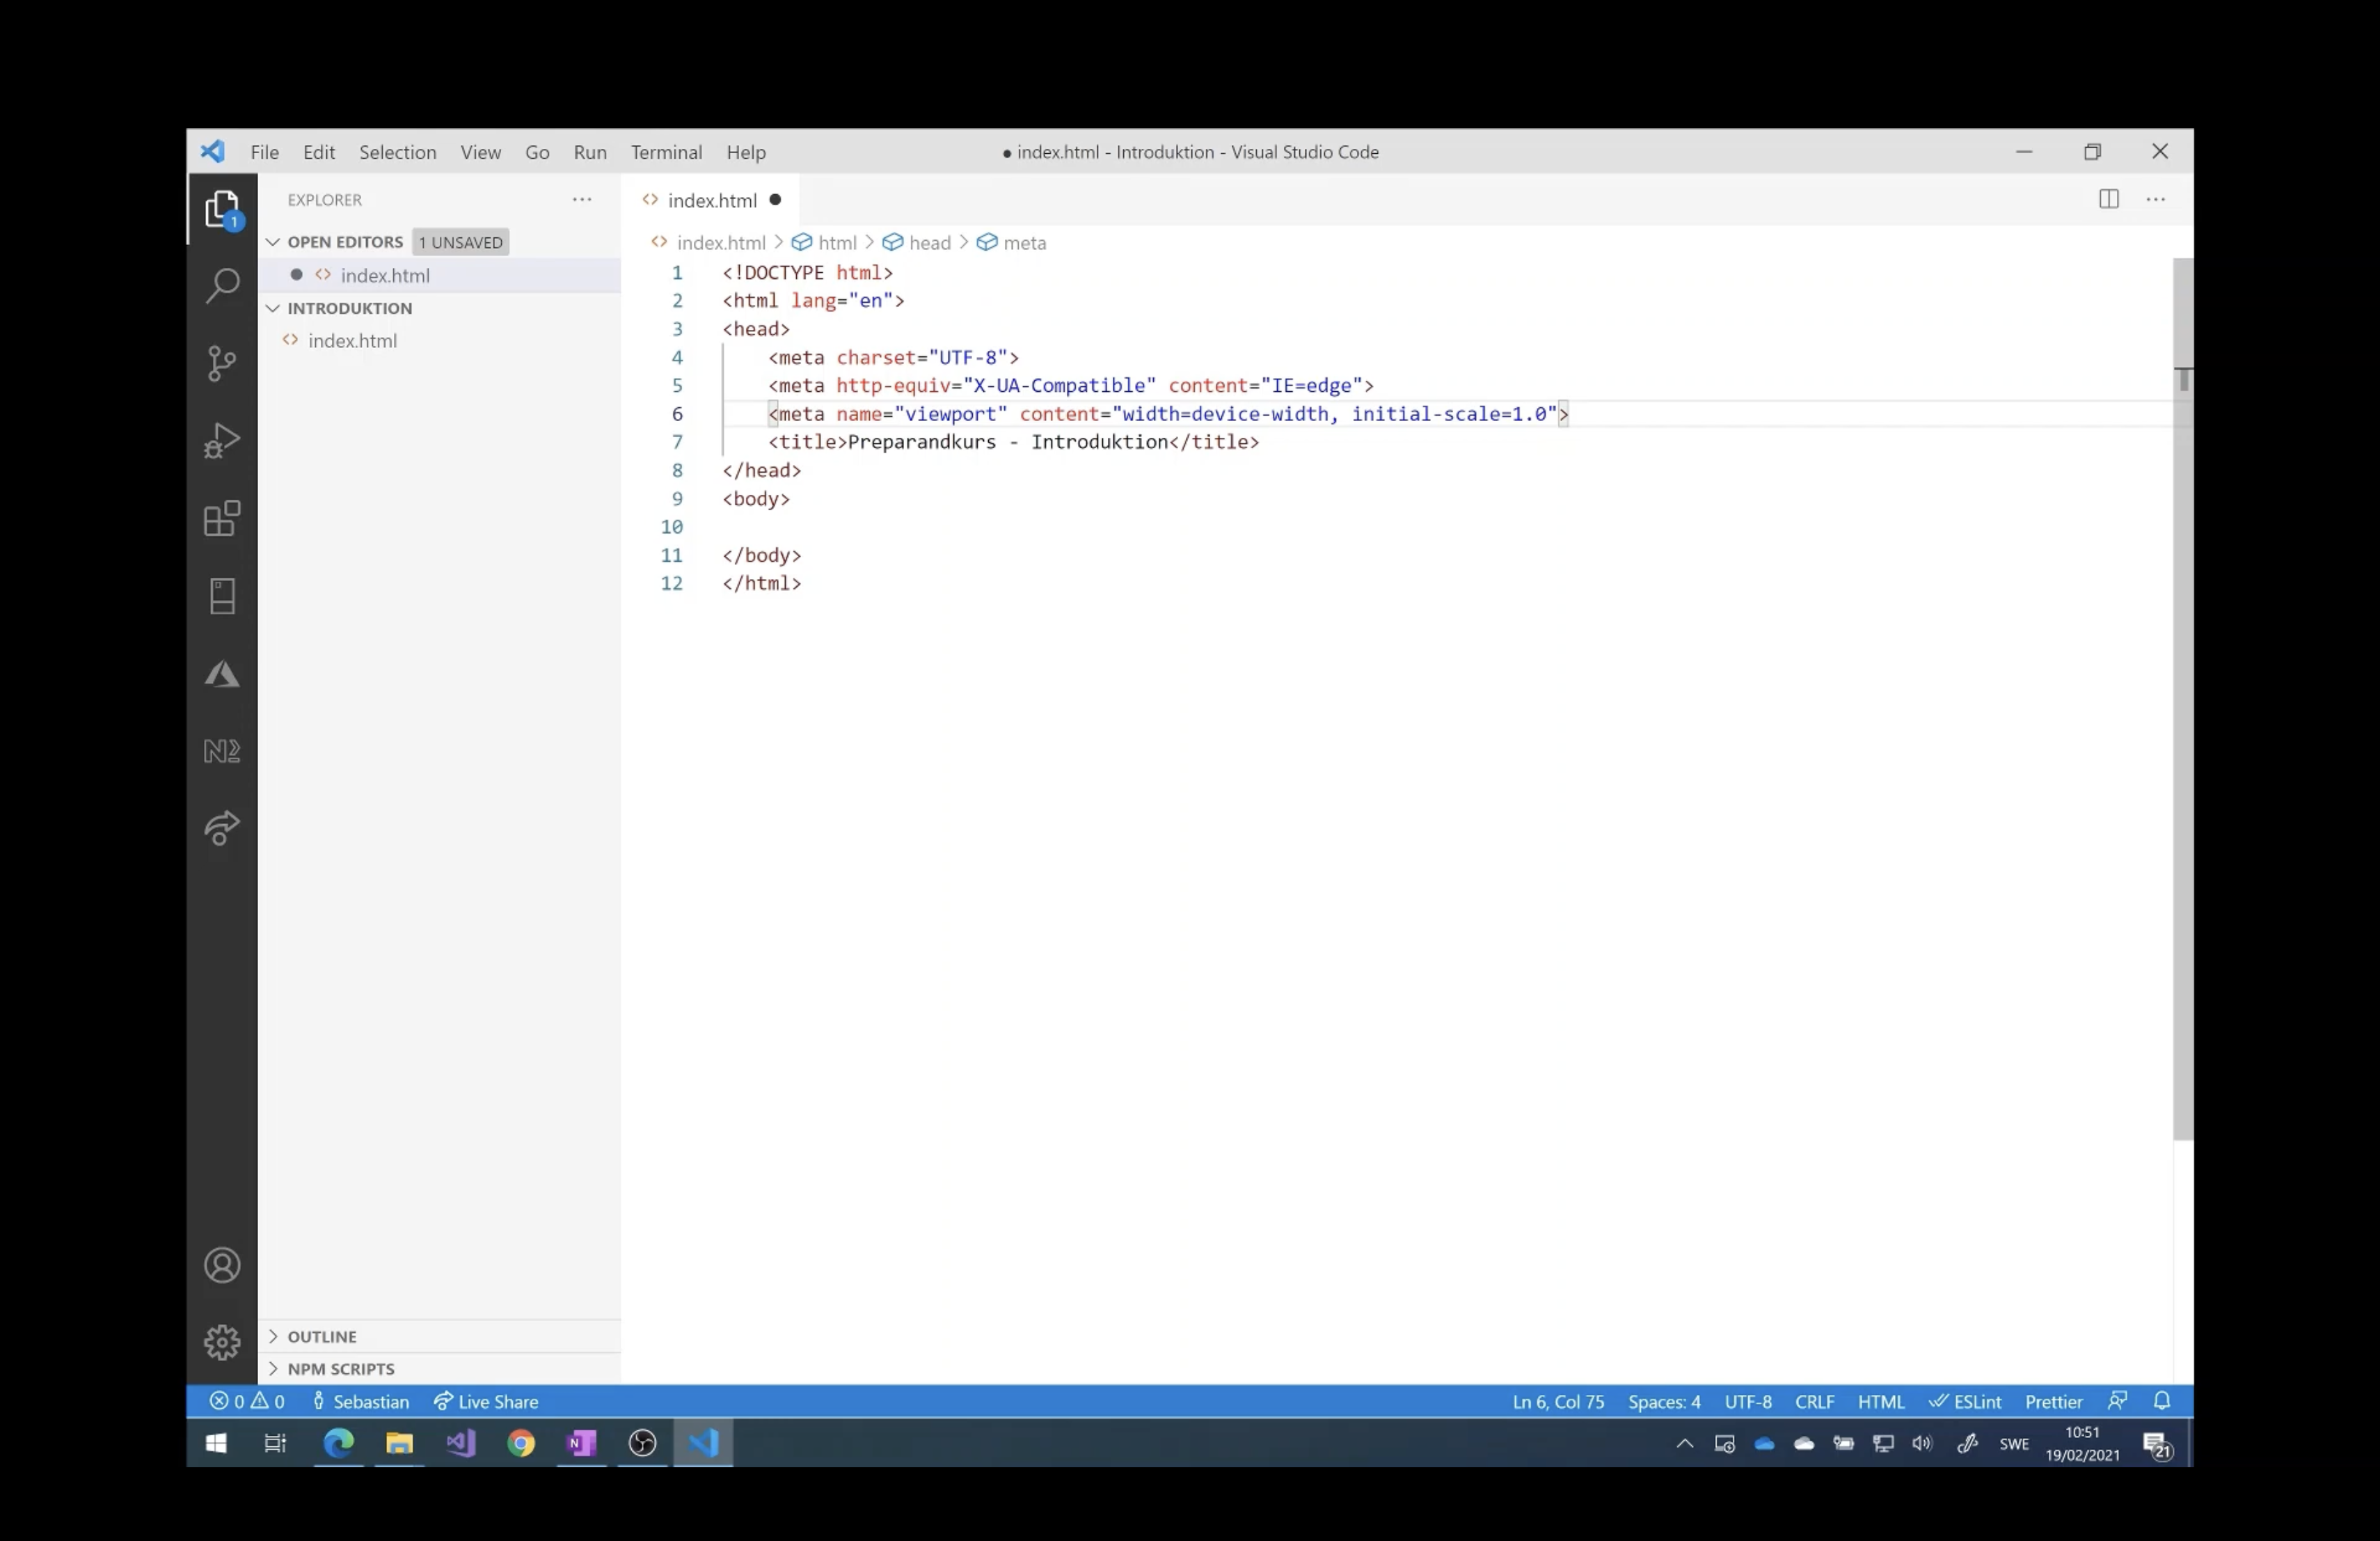 File Edit Selection View Go Run Terminal Help
● index.html - Introduktion - Visual Studio Code
EXPLORER
1
OPEN EDITORS 1 UNSAVED
index.html
INTRODUKTION
index.html
OUTLINE
NPM SCRIPTS
index.html
index.html > html > head > meta
1 <!DOCTYPE html>
2 <html lang="en">
3 <head>
4     <meta charset="UTF-8">
5     <meta http-equiv="X-UA-Compatible" content="IE=edge">
6     <meta name="viewport" content="width=device-width, initial-scale=1.0">
7     <title>Preparandkurs - Introduktion</title>
8 </head>
9 <body>
10
11 </body>
12 </html>
0 0 Sebastian Live Share
Ln 6, Col 75 Spaces: 4 UTF-8 CRLF HTML ESLint Prettier
SWE
10:51
19/02/2021
21